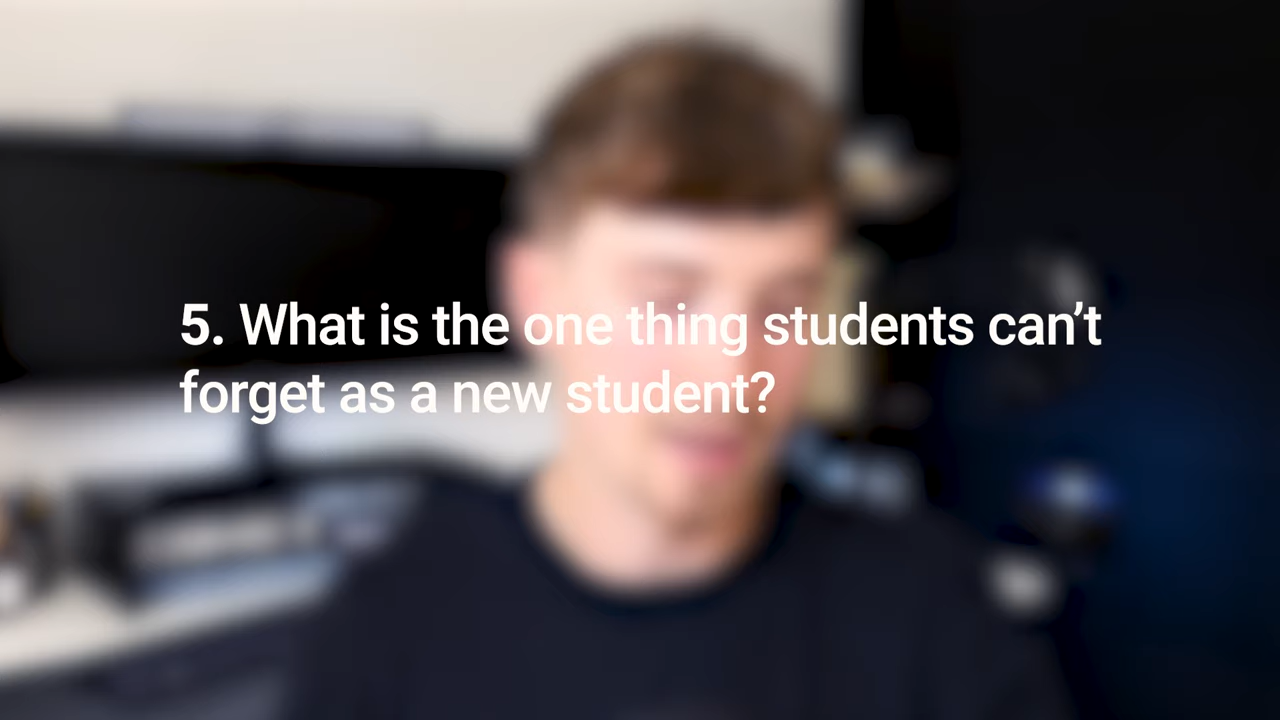 5. What is the one thing students can’t
forget as a new student?